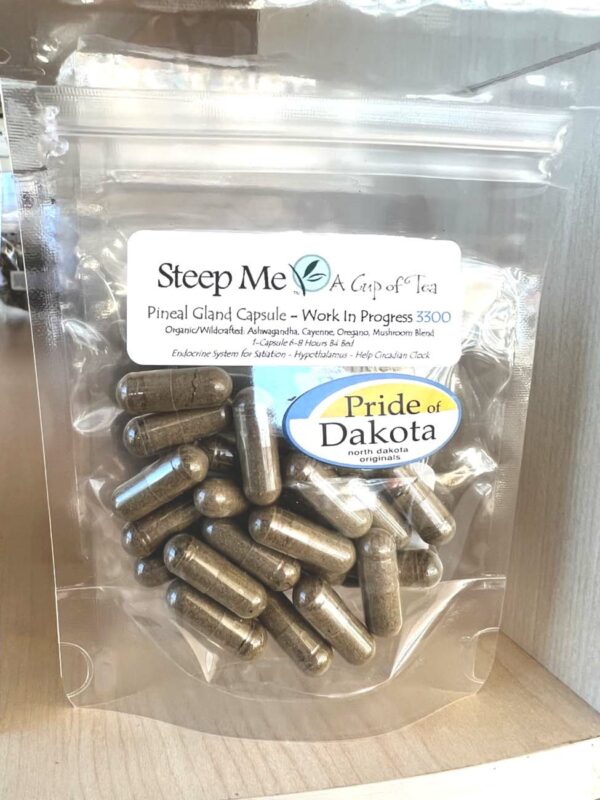 Steep Me A Cup of Tea
Pineal Gland Capsule - Work In Progress 3300
Organic/Wildcrafted: Ashwagandha, Cayenne, Oregano, Mushroom Blend
1-Capsule 6-8 Hours B4 Bed
Endocrine System for Satiation - Hypothalamus - Help Circadian Clock
Pride of
Dakota
north dakota
originals